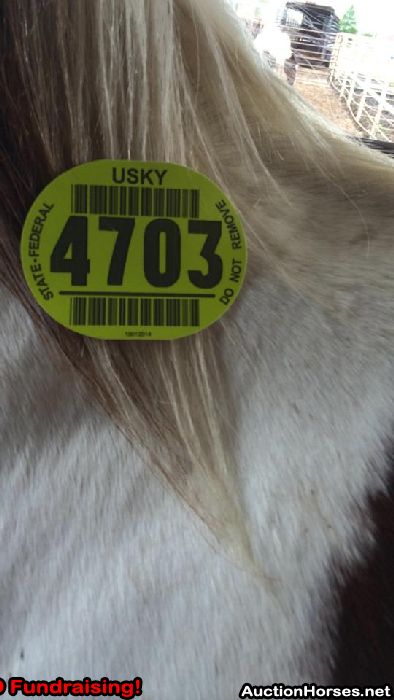 USKY
STATE-FEDERAL
4703
DO NOT REMOVE
Fundraising!
AuctionHorses.net